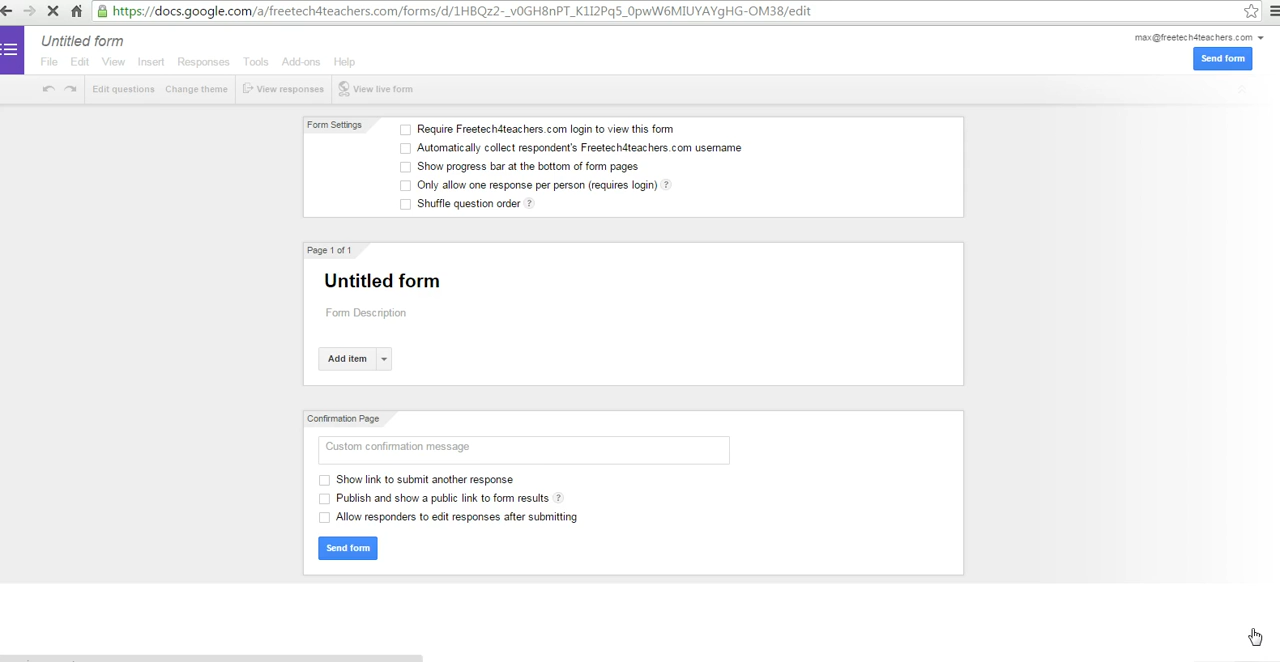 https://docs.google.com/a/freetech4teachers.com/forms/d/1HBQz2-_v0GH8nPT_K1I2Pq5_0pwW6MIUYAYgHG-OM38/edit
Untitled form
max@freetech4teachers.com
File Edit View Insert Responses Tools Add-ons Help
Send form
Edit questions Change theme View responses View live form
Form Settings
Require Freetech4teachers.com login to view this form
Automatically collect respondent's Freetech4teachers.com username
Show progress bar at the bottom of form pages
Only allow one response per person (requires login) ?
Shuffle question order ?
Page 1 of 1
Untitled form
Form Description
Add item
Confirmation Page
Custom confirmation message
Show link to submit another response
Publish and show a public link to form results ?
Allow responders to edit responses after submitting
Send form